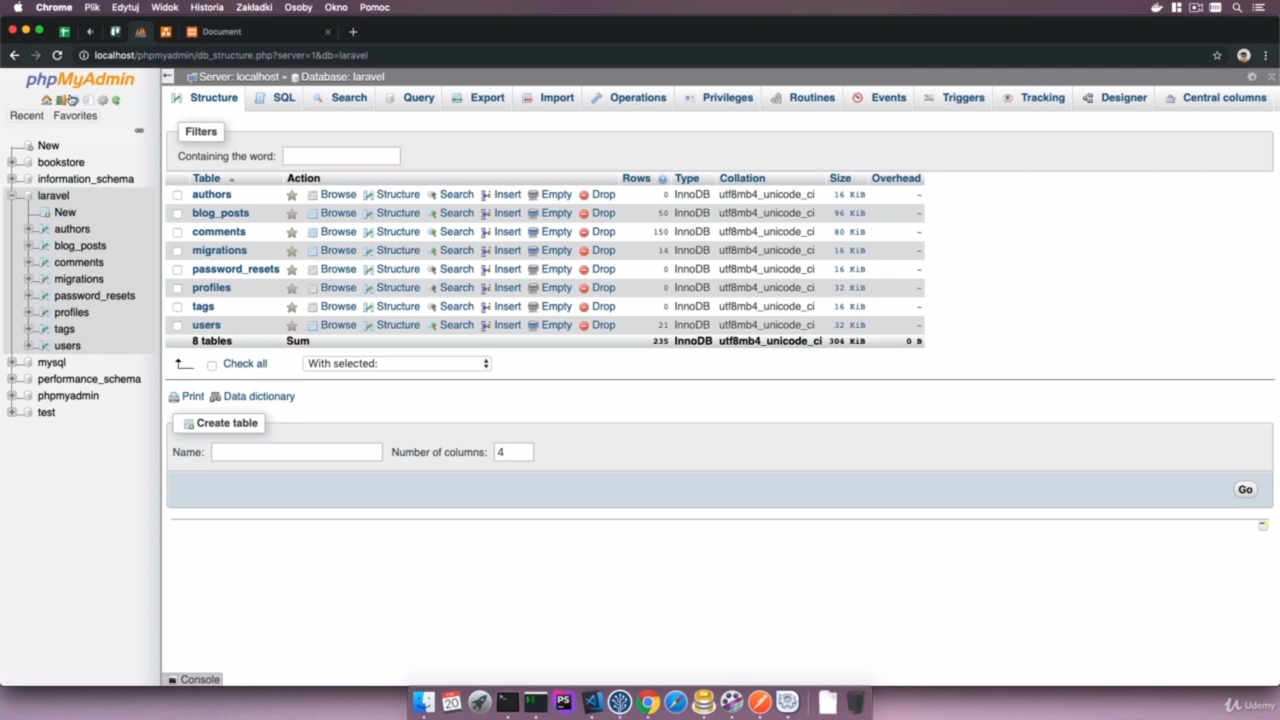 Chrome Plik Edytuj Widok Historia Zakładki Osoby Okno Pomoc
Document
localhost/phpmyadmin/db_structure.php?server=1&db=laravel
phpMyAdmin
Recent Favorites
New
bookstore
information_schema
laravel
New
authors
blog_posts
comments
migrations
password_resets
profiles
tags
users
mysql
performance_schema
phpmyadmin
test
Server: localhost » Database: laravel
Structure SQL Search Query Export Import Operations Privileges Routines Events Triggers Tracking Designer Central columns
Filters
Containing the word:
Table Action Rows Type Collation Size Overhead
authors Browse Structure Search Insert Empty Drop 0 InnoDB utf8mb4_unicode_ci 16 KiB -
blog_posts Browse Structure Search Insert Empty Drop 50 InnoDB utf8mb4_unicode_ci 96 KiB -
comments Browse Structure Search Insert Empty Drop 150 InnoDB utf8mb4_unicode_ci 80 KiB -
migrations Browse Structure Search Insert Empty Drop 14 InnoDB utf8mb4_unicode_ci 16 KiB -
password_resets Browse Structure Search Insert Empty Drop 0 InnoDB utf8mb4_unicode_ci 16 KiB -
profiles Browse Structure Search Insert Empty Drop 0 InnoDB utf8mb4_unicode_ci 32 KiB -
tags Browse Structure Search Insert Empty Drop 0 InnoDB utf8mb4_unicode_ci 16 KiB -
users Browse Structure Search Insert Empty Drop 21 InnoDB utf8mb4_unicode_ci 32 KiB -
8 tables Sum 235 InnoDB utf8mb4_unicode_ci 304 KiB 0 B
Check all With selected:
Print Data dictionary
Create table
Name: Number of columns: 4
Go
Console
20
PS
Udemy